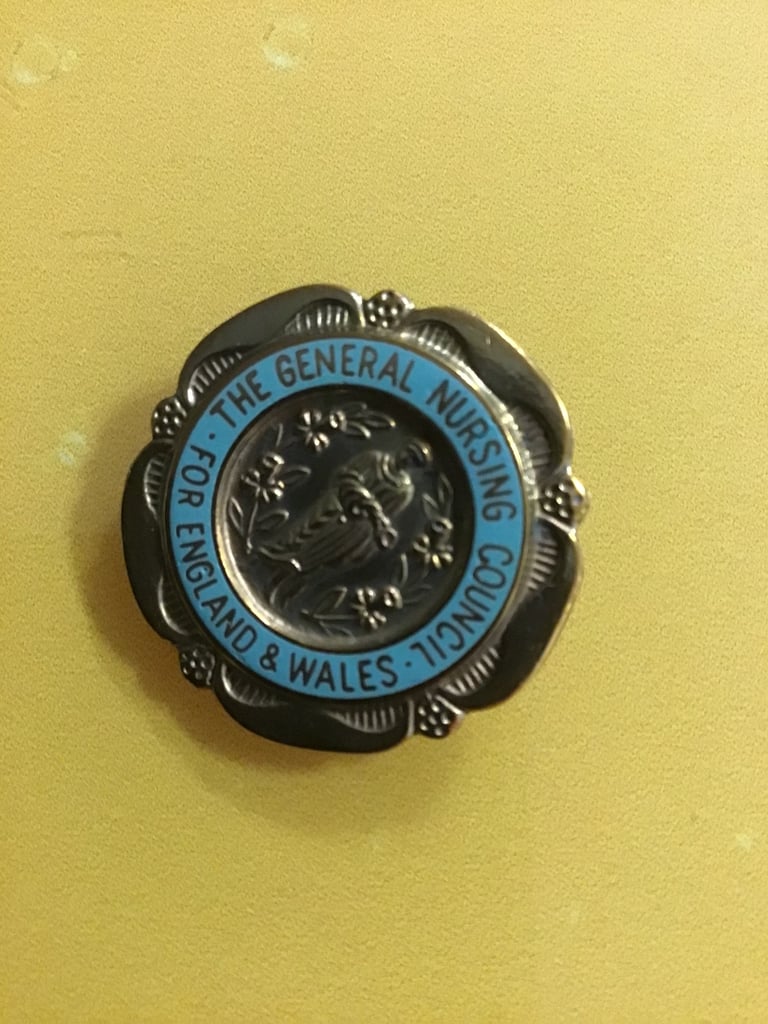 · THE GENERAL NURSING COUNCIL ·
FOR ENGLAND & WALES